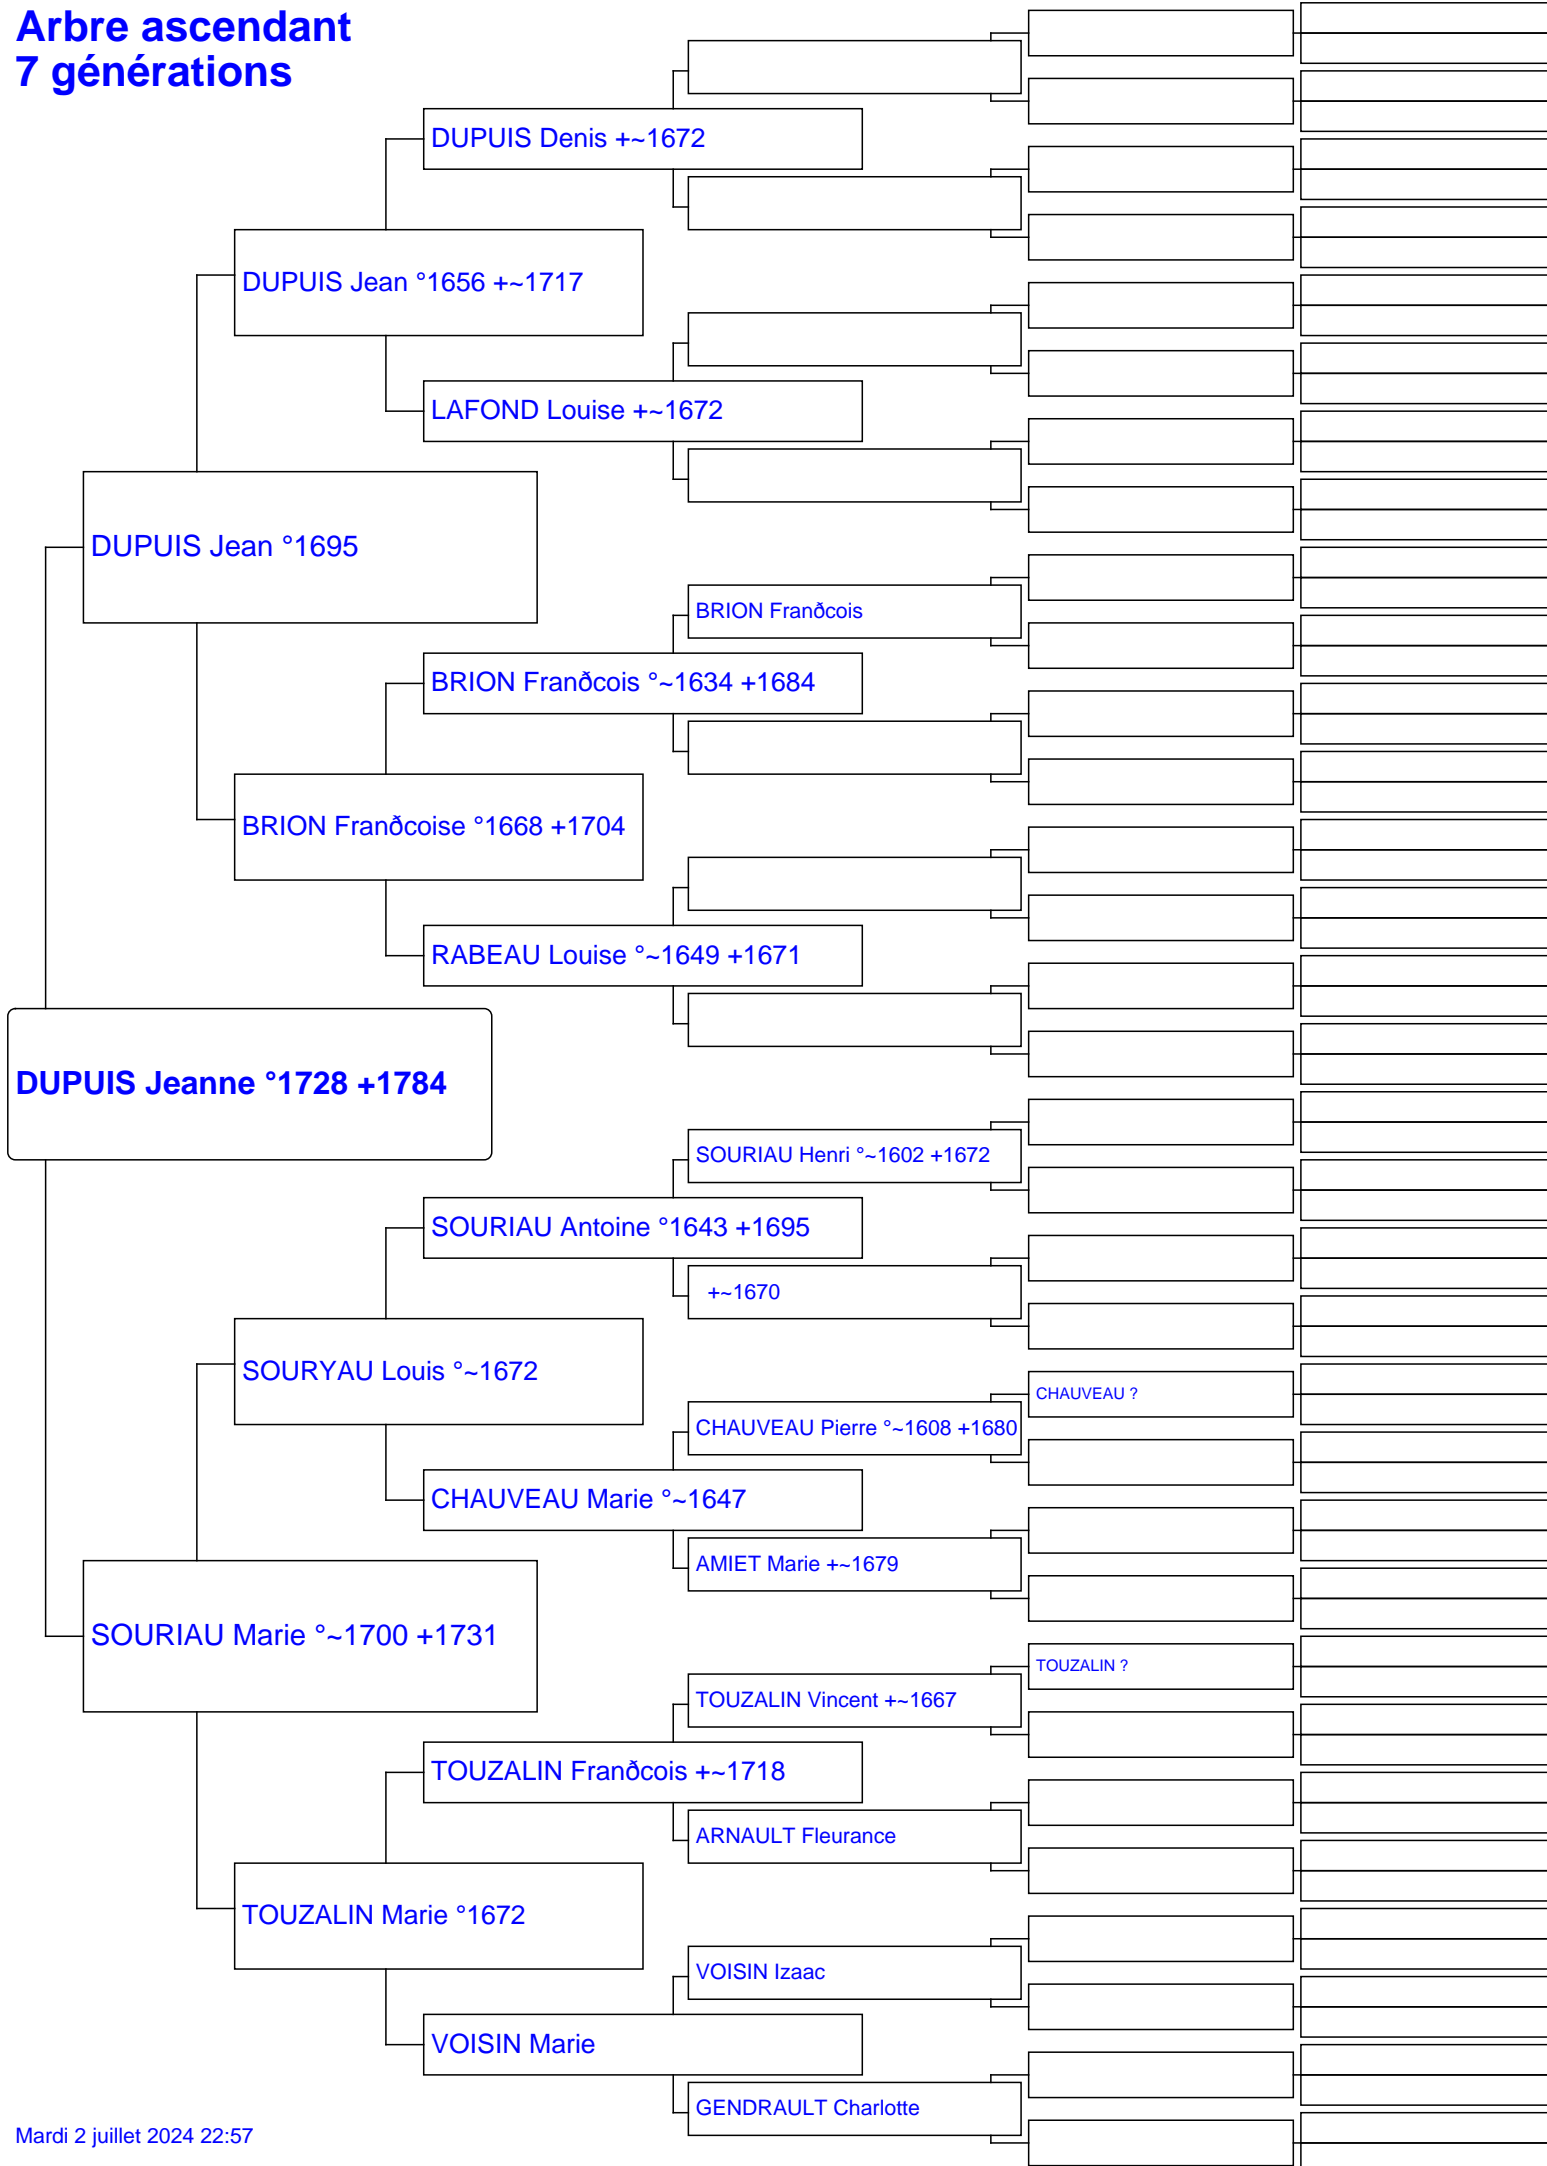 Arbre ascendant
7 générations
DUPUIS Denis +~1672
DUPUIS Jean °1656 +~1717
LAFOND Louise +~1672
DUPUIS Jean °1695
BRION Franðcois
BRION Franðcois °~1634 +1684
BRION Franðcoise °1668 +1704
RABEAU Louise °~1649 +1671
DUPUIS Jeanne °1728 +1784
SOURIAU Henri °~1602 +1672
SOURIAU Antoine °1643 +1695
+~1670
SOURYAU Louis °~1672
CHAUVEAU ?
CHAUVEAU Pierre °~1608 +1680
CHAUVEAU Marie °~1647
AMIET Marie +~1679
SOURIAU Marie °~1700 +1731
TOUZALIN ?
TOUZALIN Vincent +~1667
TOUZALIN Franðcois +~1718
ARNAULT Fleurance
TOUZALIN Marie °1672
VOISIN Izaac
VOISIN Marie
GENDRAULT Charlotte
Mardi 2 juillet 2024 22:57